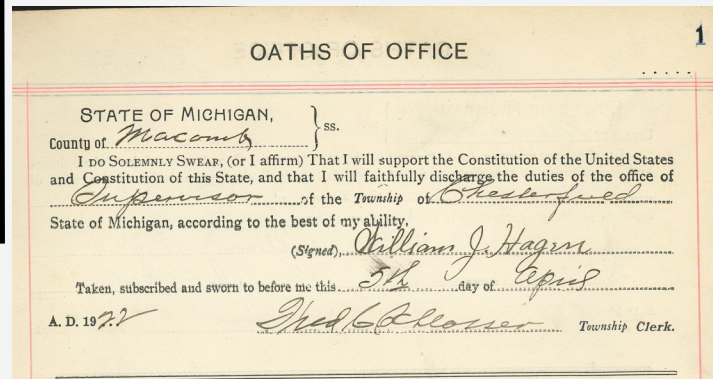 1
OATHS OF OFFICE
STATE OF MICHIGAN, } ss.
County of Macomb
I DO SOLEMNLY SWEAR, (or I affirm) That I will support the Constitution of the United States
and Constitution of this State, and that I will faithfully discharge the duties of the office of
Supervisor of the Township of Chesterfield
State of Michigan, according to the best of my ability,
(Signed), William J. Hagen
Taken, subscribed and sworn to before me this 5th day of April
A. D. 1922 Fred C Township Clerk.